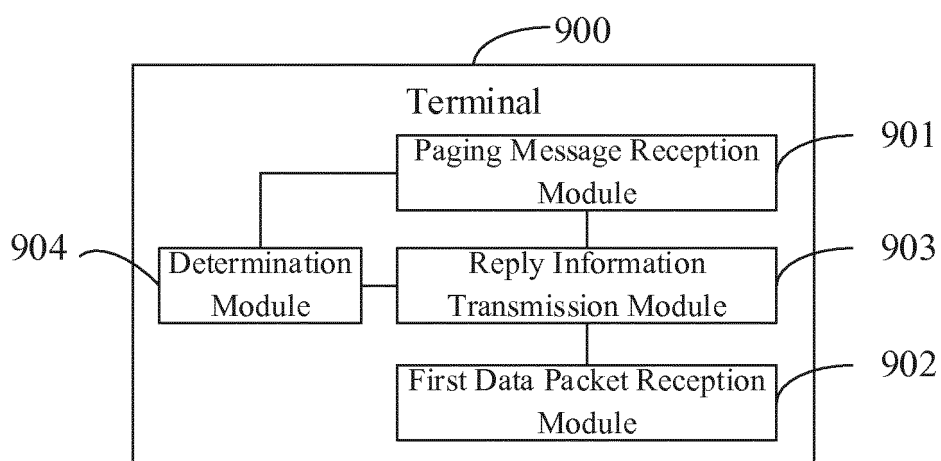 900
Terminal
Paging Message Reception
Module
901
904
Determination
Module
Reply Information
Transmission Module
903
First Data Packet Reception
Module
902